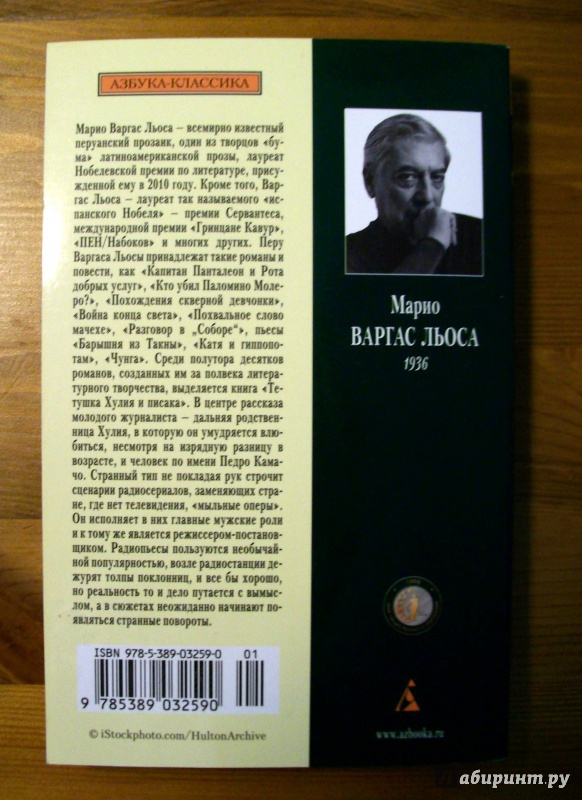 АЗБУКА-КЛАССИКА
Марио Варгас Льоса – всемирно известный
перуанский прозаик, один из творцов «бу-
ма» латиноамериканской прозы, лауреат
Нобелевской премии по литературе, прису-
жденной ему в 2010 году. Кроме того, Вар-
гас Льоса – лауреат так называемого «ис-
панского Нобеля» – премии Сервантеса,
международной премии «Гринцане Кавур»,
«ПЕН/Набоков» и многих других. Перу
Варгаса Льосы принадлежат такие романы и
повести, как «Капитан Панталеон и Рота
добрых услуг», «Кто убил Паломино Моле-
ро?», «Похождения скверной девчонки»,
«Война конца света», «Похвальное слово
мачехе», «Разговор в „Соборе“», пьесы
«Барышня из Такны», «Катя и гиппопо-
там», «Чунга». Среди полутора десятков
романов, созданных им за полвека литера-
турного творчества, выделяется книга «Те-
тушка Хулия и писака». В центре рассказа
молодого журналиста – дальняя родствен-
ница Хулия, в которую он умудряется влю-
биться, несмотря на изрядную разницу в
возрасте, и человек по имени Педро Кама-
чо. Странный тип не покладая рук строчит
сценарии радиосериалов, заменяющих стра-
не, где нет телевидения, «мыльные оперы».
Он исполняет в них главные мужские роли
и к тому же является режиссером-постанов-
щиком. Радиопьесы пользуются необычай-
ной популярностью, возле радиостанции де-
журят толпы поклонниц, и все бы хорошо,
но реальность то и дело путается с вымыс-
лом, а в сюжетах неожиданно начинают по-
являться странные повороты.
ISBN 978-5-389-03259-0 01
9 785389 032590
© iStockphoto.com/HultonArchive
Марио
ВАРГАС ЛЬОСА
1936
www.azbooka.ru
абиринт.ру